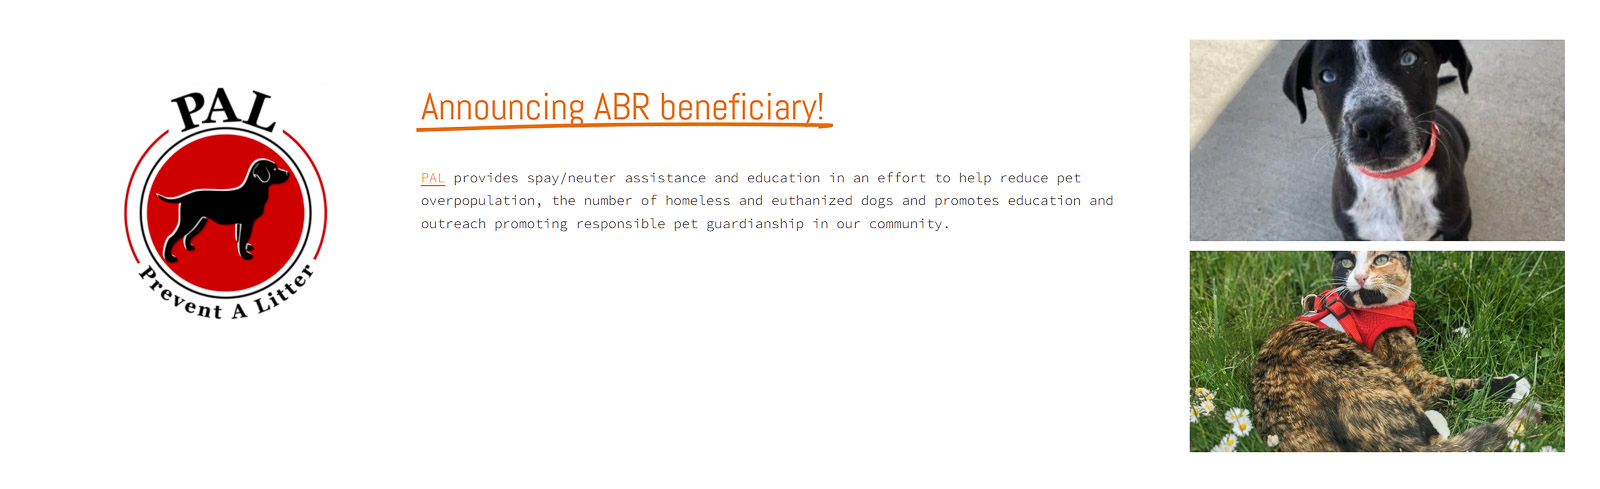 PAL
Prevent A Litter
Announcing ABR beneficiary!
PAL provides spay/neuter assistance and education in an effort to help reduce pet
overpopulation, the number of homeless and euthanized dogs and promotes education and
outreach promoting responsible pet guardianship in our community.